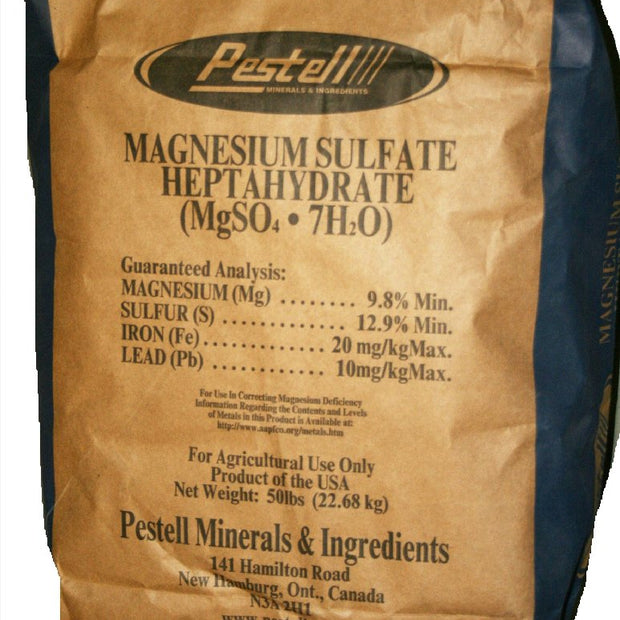 Pestell
MINERALS & INGREDIENTS
MAGNESIUM SULFATE
HEPTAHYDRATE
(MgSO₄ • 7H₂O)
Guaranteed Analysis:
MAGNESIUM (Mg) ........ 9.8% Min.
SULFUR (S) ............. 12.9% Min.
IRON (Fe) ............. 20 mg/kgMax.
LEAD (Pb) ............ 10mg/kgMax.
For Use In Correcting Magnesium Deficiency
Information Regarding the Contents and Levels
of Metals in this Product is Available at:
http://www.aapfco.org/metals.htm
For Agricultural Use Only
Product of the USA
Net Weight: 50lbs (22.68 kg)
Pestell Minerals & Ingredients
141 Hamilton Road
New Hamburg, Ont., Canada
N3A 2H1
MAGNESIUM